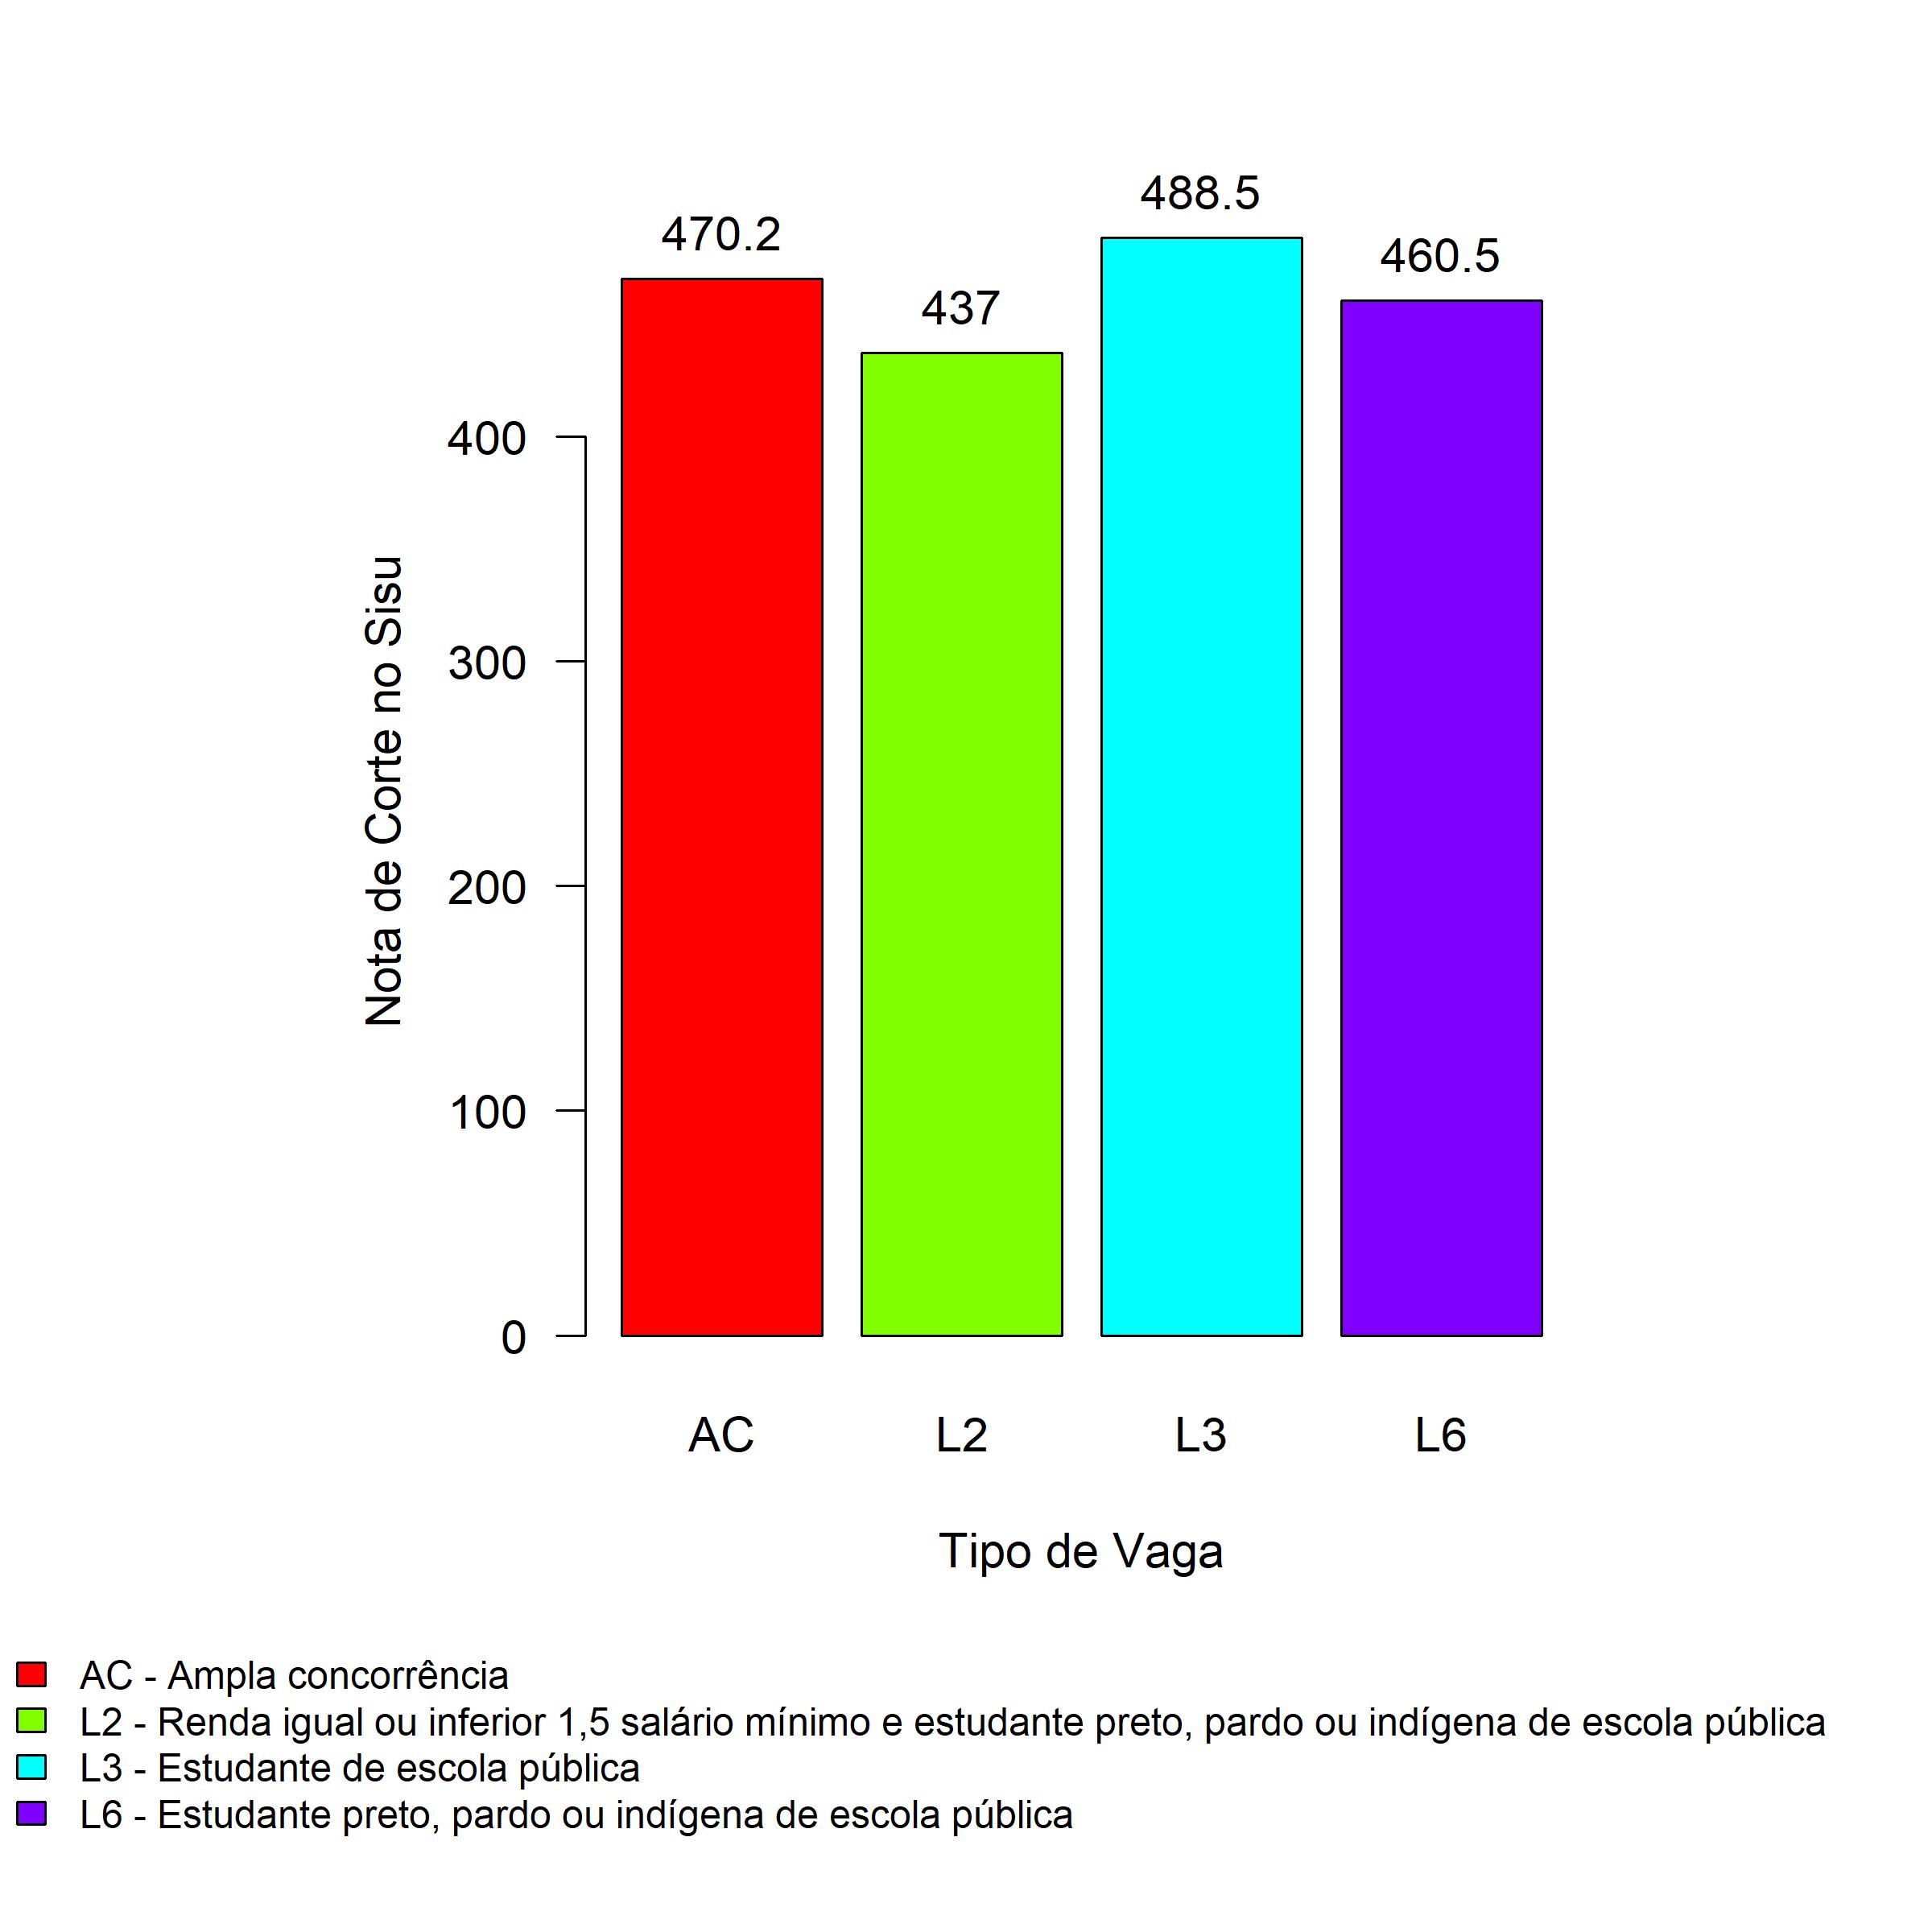 488.5
470.2
460.5
437
400
300
200
100
0
Nota de Corte no Sisu
AC L2 L3 L6
Tipo de Vaga
AC - Ampla concorrência
L2 - Renda igual ou inferior 1,5 salário mínimo e estudante preto, pardo ou indígena de escola pública
L3 - Estudante de escola pública
L6 - Estudante preto, pardo ou indígena de escola pública